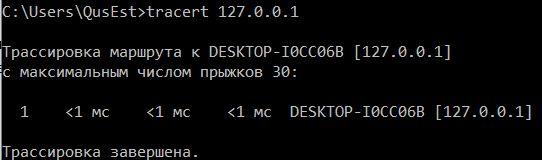 C:\Users\QusEst>tracert 127.0.0.1
Трассировка маршрута к DESKTOP-I0CC06B [127.0.0.1]
с максимальным числом прыжков 30:
1 <1 мс <1 мс <1 мс DESKTOP-I0CC06B [127.0.0.1]
Трассировка завершена.